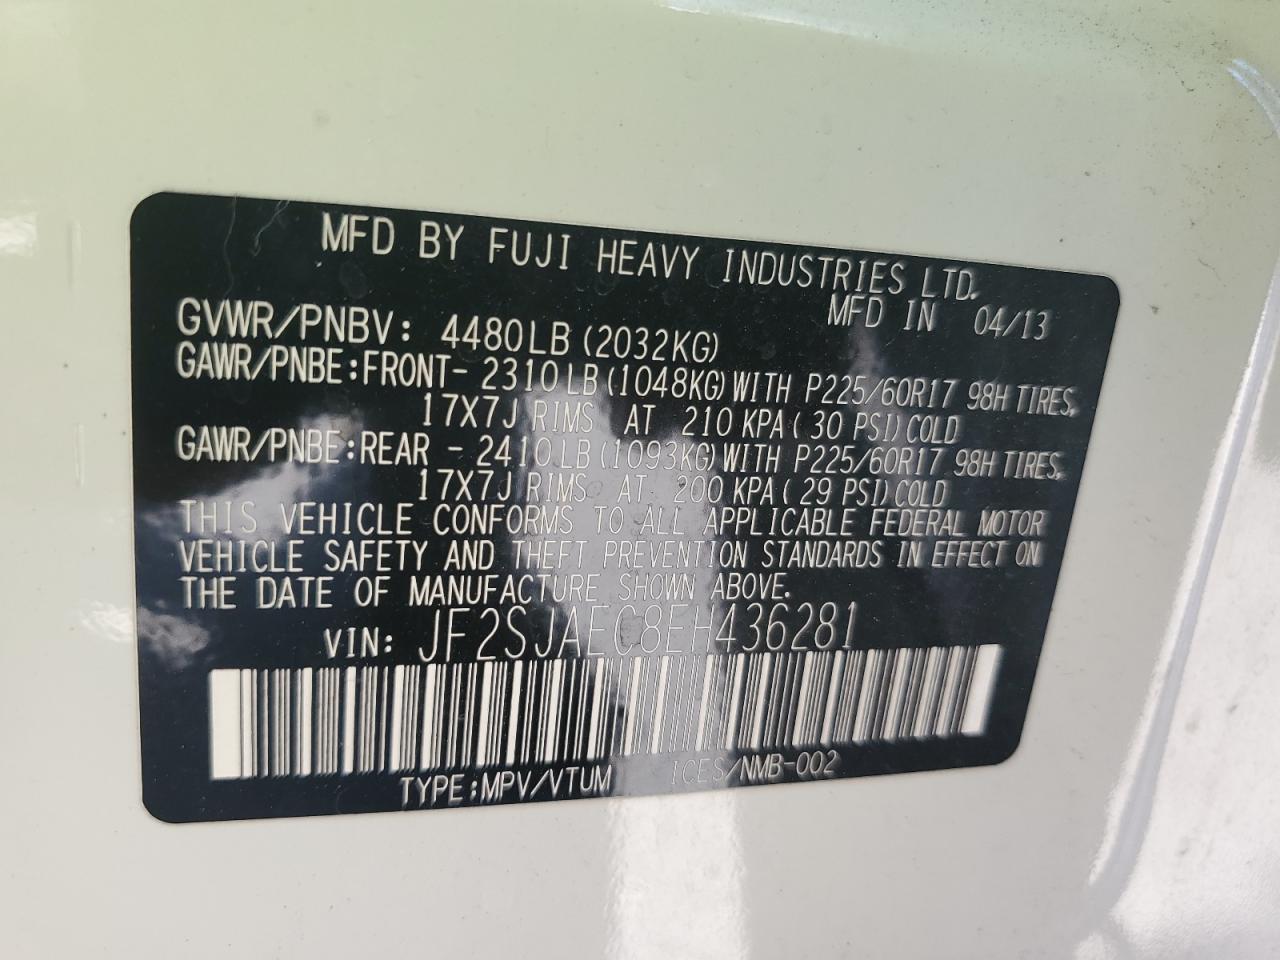 MFD BY FUJI HEAVY INDUSTRIES LTD.
MFD IN 04/13
GVWR/PNBV: 4480LB (2032KG)
GAWR/PNBE:FRONT- 2310LB (1048KG) WITH P225/60R17 98H TIRES,
17X7J RIMS AT 210 KPA ( 30 PSI) COLD
GAWR/PNBE:REAR - 2410LB (1093KG) WITH P225/60R17 98H TIRES,
17X7J RIMS AT 200 KPA ( 29 PSI) COLD
THIS VEHICLE CONFORMS TO ALL APPLICABLE FEDERAL MOTOR
VEHICLE SAFETY AND THEFT PREVENTION STANDARDS IN EFFECT ON
THE DATE OF MANUFACTURE SHOWN ABOVE.
VIN: JF2SJAEC8EH436281
TYPE:MPV/VTUM ICES/NMB-002